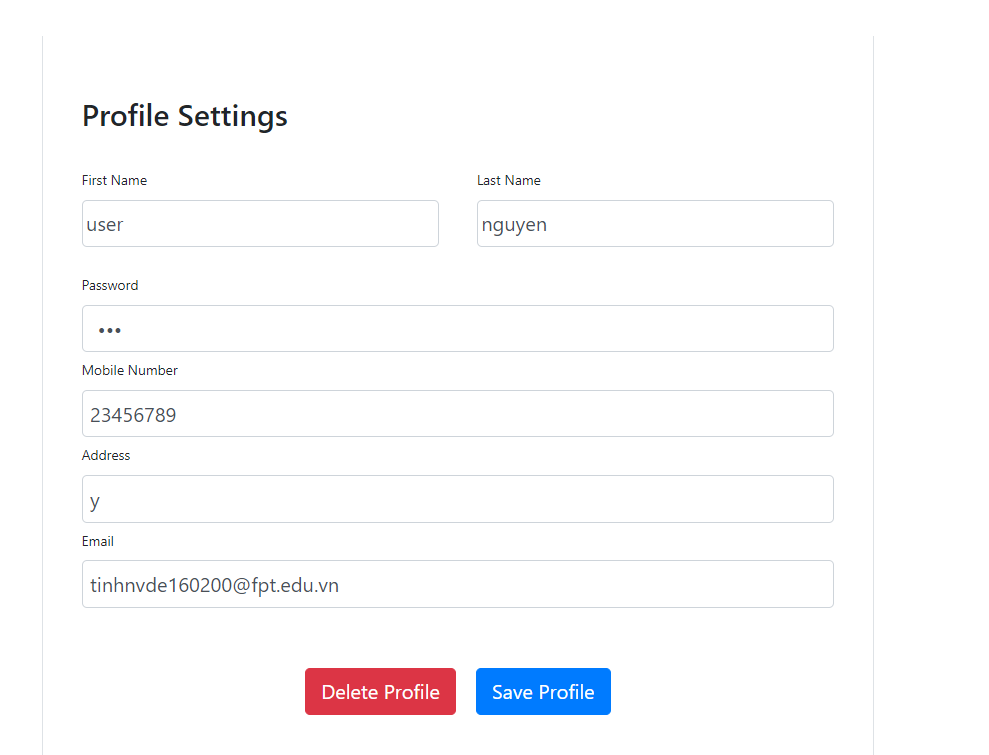 Profile Settings
First Name Last Name
user nguyen
Password
•••
Mobile Number
23456789
Address
y
Email
tinhnvde160200@fpt.edu.vn
Delete Profile Save Profile